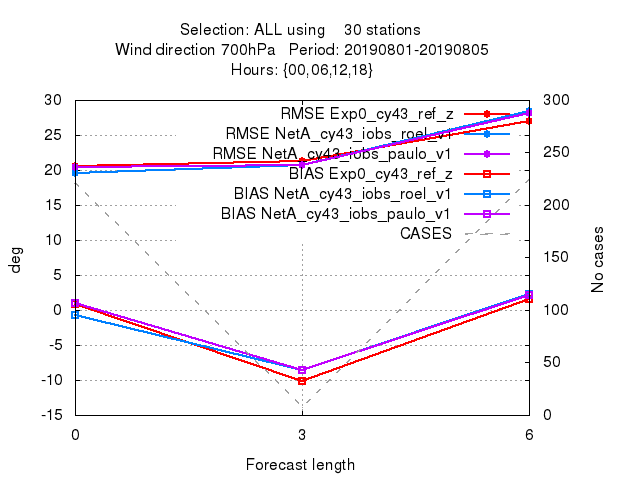 Selection: ALL using 30 stations
Wind direction 700hPa Period: 20190801-20190805
Hours: {00,06,12,18}
30 300
RMSE Exp0_cy43_ref_z
25 RMSE NetA_cy43_iobs_roel_v1
RMSE NetA_cy43_iobs_paulo_v1 250
20 BIAS Exp0_cy43_ref_z
BIAS NetA_cy43_iobs_roel_v1
15 200
BIAS NetA_cy43_iobs_paulo_v1
CASES
10
deg
No cases
150
5
0 100
-5
50
-10
-15 0
0 3 6
Forecast length